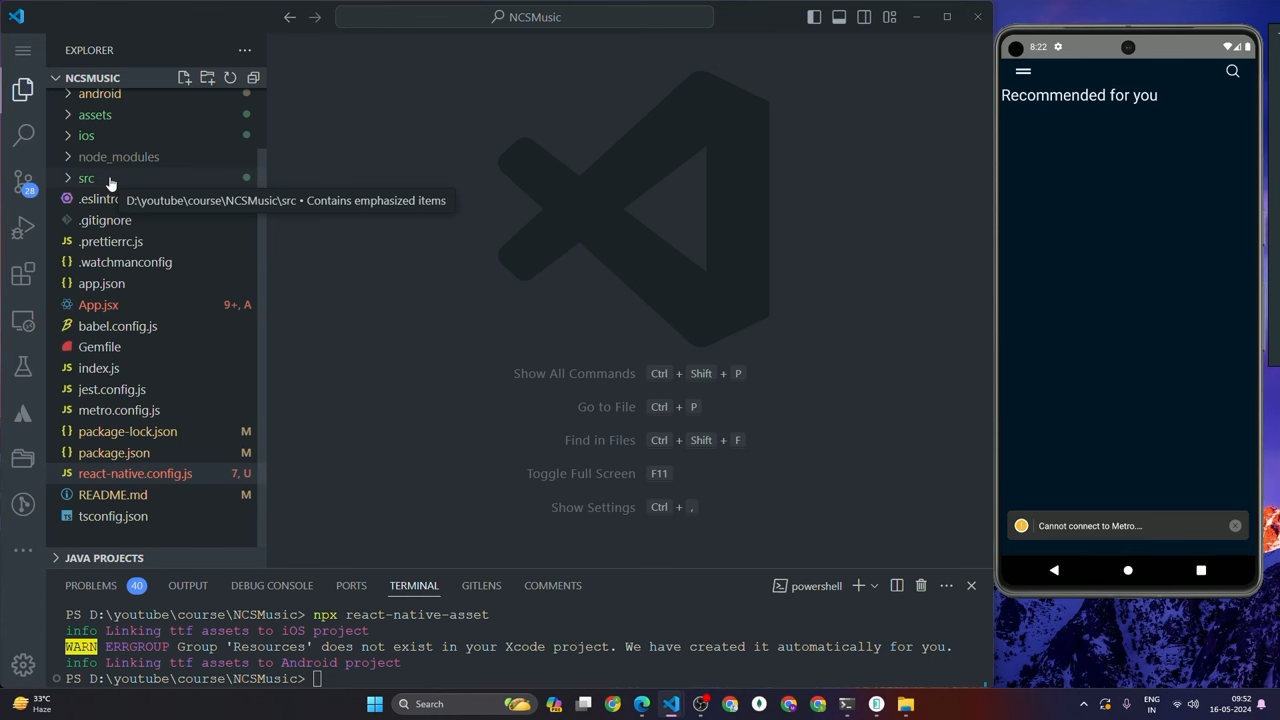 NCSMusic
EXPLORER
NCSMUSIC
android
assets
ios
node_modules
src
.eslintrc
D:\youtube\course\NCSMusic\src • Contains emphasized items
.gitignore
.prettierrc.js
.watchmanconfig
app.json
App.jsx 9+, A
babel.config.js
Gemfile
index.js
jest.config.js
metro.config.js
package-lock.json M
package.json M
react-native.config.js 7, U
README.md M
tsconfig.json
JAVA PROJECTS
28
Show All Commands Ctrl + Shift + P
Go to File Ctrl + P
Find in Files Ctrl + Shift + F
Toggle Full Screen F11
Show Settings Ctrl + ,
PROBLEMS 40 OUTPUT DEBUG CONSOLE PORTS TERMINAL GITLENS COMMENTS powershell
PS D:\youtube\course\NCSMusic> npx react-native-asset
info Linking ttf assets to iOS project
WARN ERRGROUP Group 'Resources' does not exist in your Xcode project. We have created it automatically for you.
info Linking ttf assets to Android project
PS D:\youtube\course\NCSMusic>
8:22
Recommended for you
Cannot connect to Metro...
33°C
Haze
Search
ENG
IN
09:52
16-05-2024